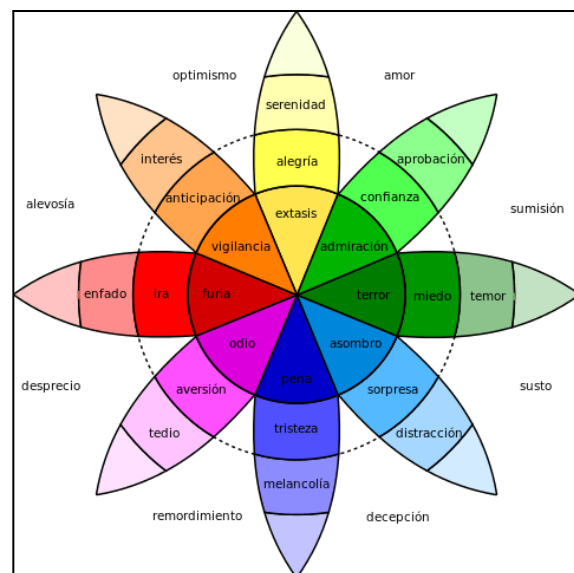 optimismo
amor
serenidad
interés
alegría
aprobación
anticipación
confianza
alevosía
extasis
sumisión
vigilancia
admiración
enfado
ira
furia
terror
miedo
temor
odio
asombro
desprecio
aversión
pena
sorpresa
susto
tedio
tristeza
distracción
melancolía
remordimiento
decepción